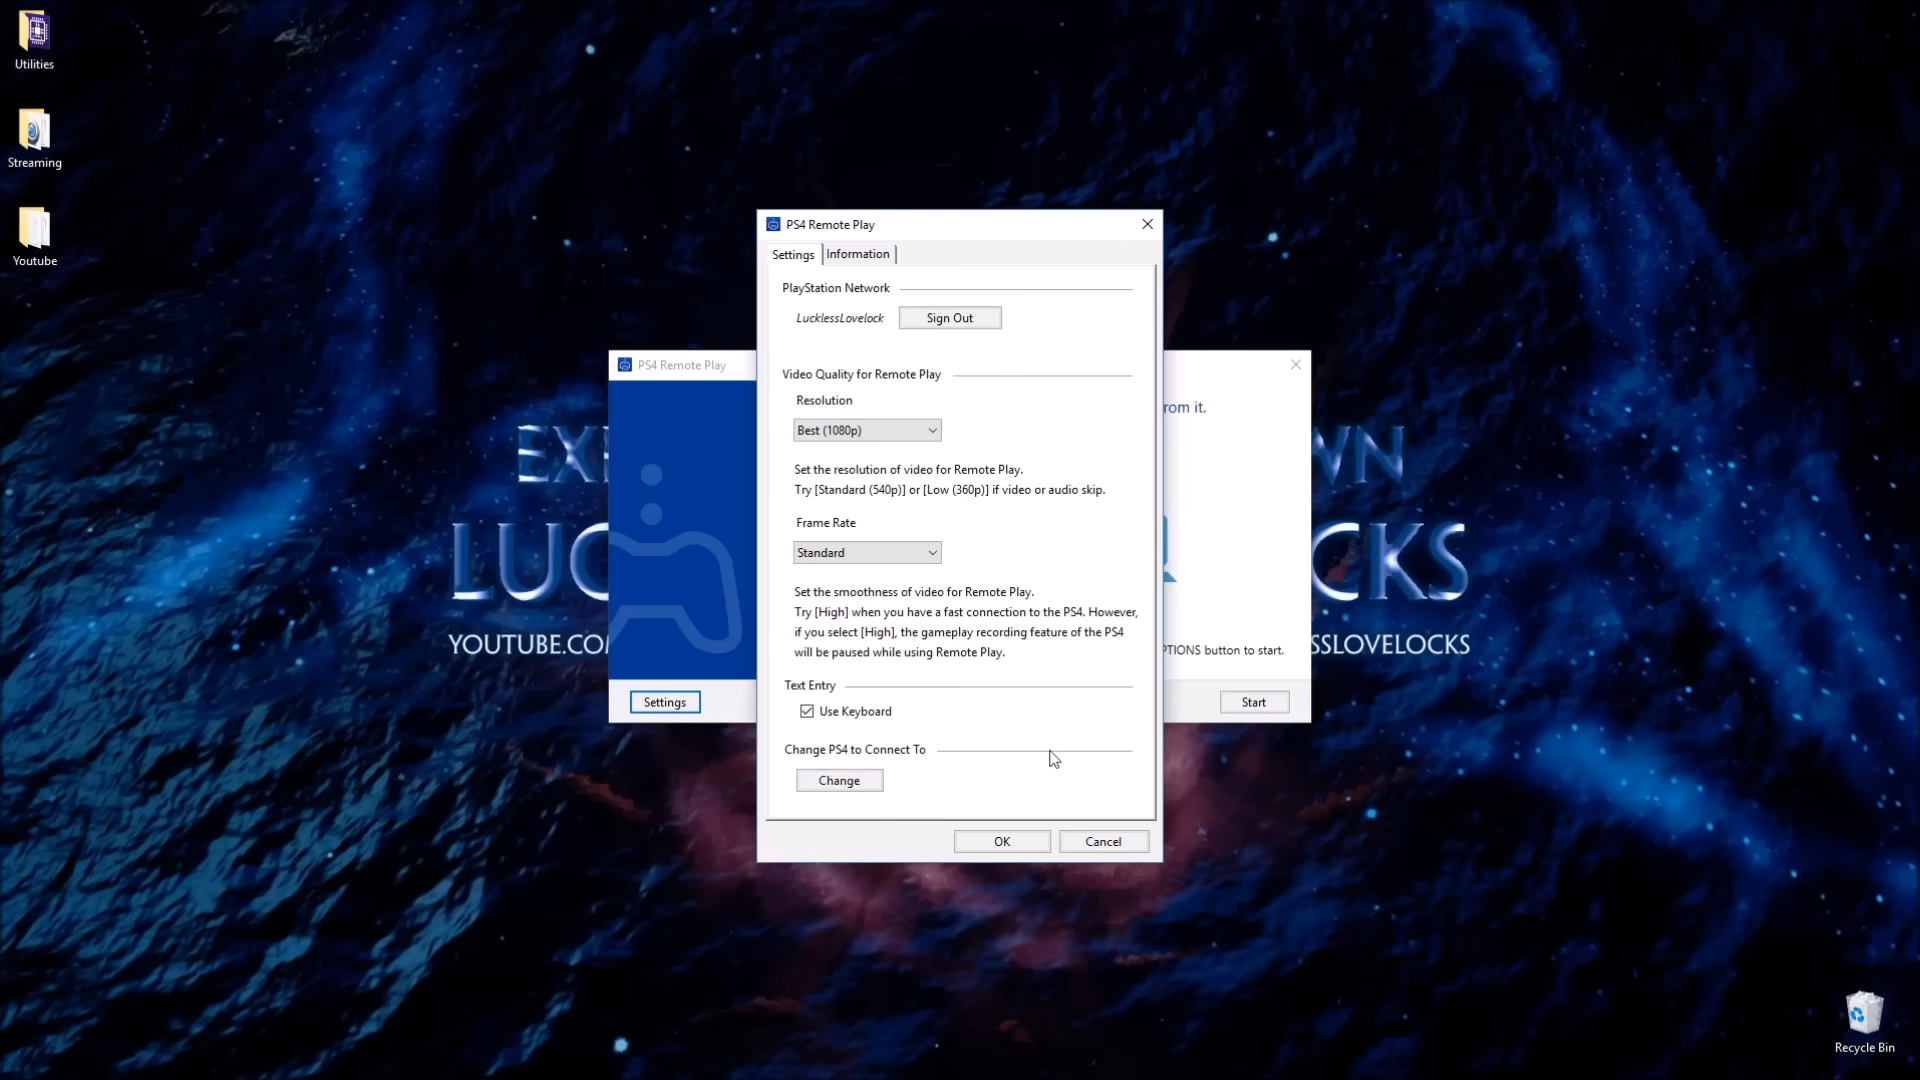 Utilities
Streaming
Youtube
PS4 Remote Play
Settings
Information
PlayStation Network
LucklessLovelock
Sign Out
Video Quality for Remote Play
Resolution
Best (1080p)
Set the resolution of video for Remote Play.
Try [Standard (540p)] or [Low (360p)] if video or audio skip.
Frame Rate
Standard
Set the smoothness of video for Remote Play.
Try [High] when you have a fast connection to the PS4. However,
if you select [High], the gameplay recording feature of the PS4
will be paused while using Remote Play.
Text Entry
Use Keyboard
Change PS4 to Connect To
Change
OK
Cancel
PS4 Remote Play
rom it.
PTIONS button to start.
Settings
Start
EX
WN
LUC
OCKS
YOUTUBE.CO
SSLOVELOCKS
Recycle Bin